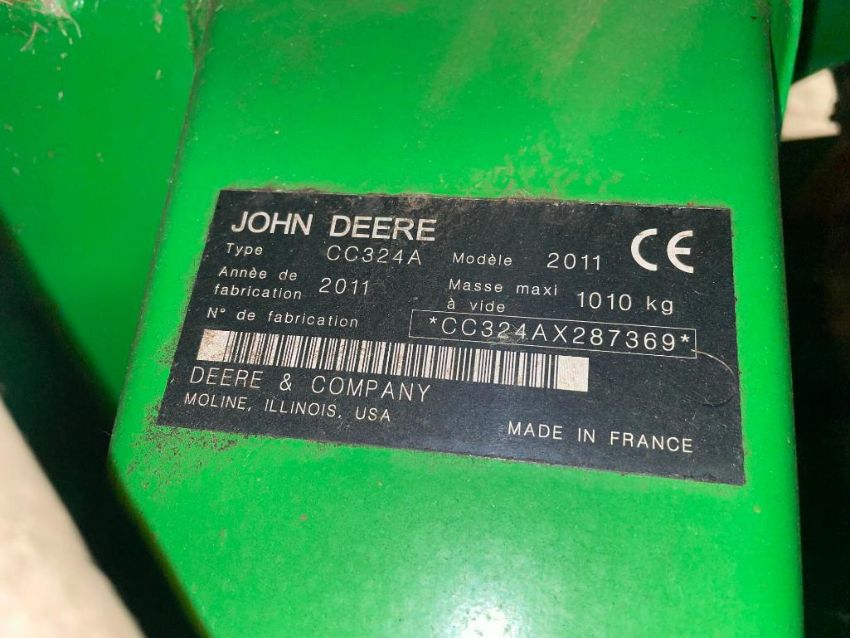 JOHN DEERE
Type CC324A Modèle 2011 CE
Année de fabrication 2011 Masse maxi à vide 1010 kg
N° de fabrication *CC324AX287369*
DEERE & COMPANY
MOLINE, ILLINOIS, USA
MADE IN FRANCE